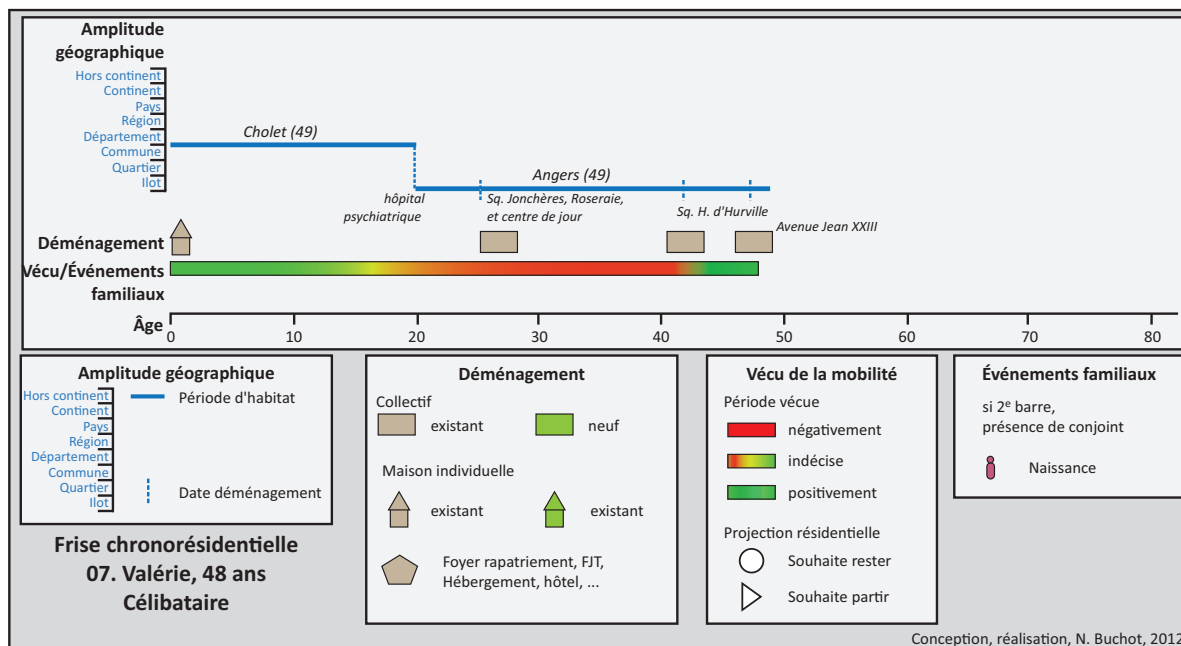 Amplitude
géographique
Hors continent
Continent
Pays
Région
Département
Commune
Quartier
Ilot
Cholet (49)
Angers (49)
hôpital
psychiatrique
Sq. Jonchères, Roseraie,
et centre de jour
Sq. H. d'Hurville
Avenue Jean XXIII
Déménagement
Vécu/Événements
familiaux
Âge
0 10 20 30 40 50 60 70 80
Amplitude géographique
Hors continent
Continent
Pays
Région
Département
Commune
Quartier
Ilot
Période d'habitat
Date déménagement
Frise chronorésidentielle
07. Valérie, 48 ans
Célibataire
Déménagement
Collectif
existant neuf
Maison individuelle
existant existant
Foyer rapatriement, FJT,
Hébergement, hôtel, ...
Vécu de la mobilité
Période vécue
négativement
indécise
positivement
Projection résidentielle
Souhaite rester
Souhaite partir
Événements familiaux
si 2e barre,
présence de conjoint
Naissance
Conception, réalisation, N. Buchot, 2012